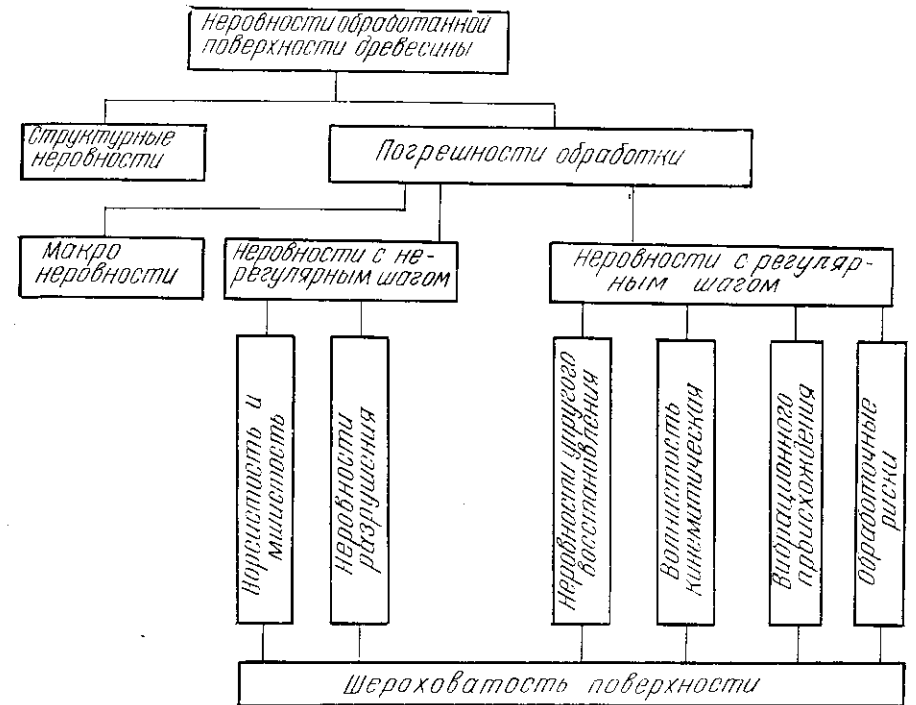 Неровности обработанной
поверхности древесины
Структурные
неровности
Погрешности обработки
Макро
неровности
Неровности с не-
регулярным шагом
Неровности с регуляр-
ным шагом
Ворсистость и
мшистость
Неровности
разрушения
Неровности упругого
восстановления
Волнистость
кинематическая
Вибрационного
происхождения
Обработочные
риски
Шероховатость поверхности